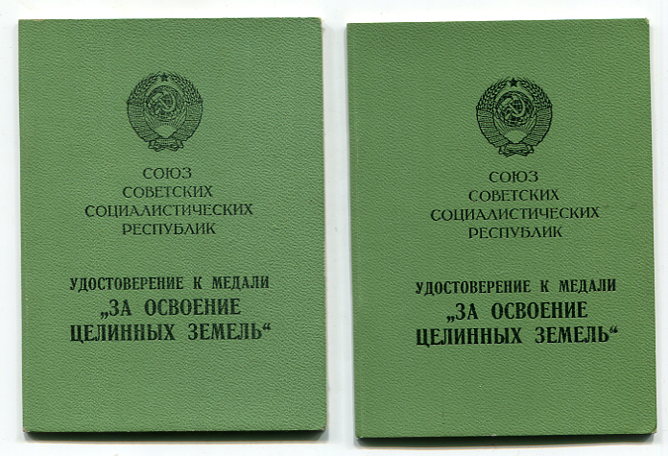 СОЮЗ
СОВЕТСКИХ
СОЦИАЛИСТИЧЕСКИХ
РЕСПУБЛИК
УДОСТОВЕРЕНИЕ К МЕДАЛИ
„ЗА ОСВОЕНИЕ
ЦЕЛИННЫХ ЗЕМЕЛЬ“
СОЮЗ
СОВЕТСКИХ
СОЦИАЛИСТИЧЕСКИХ
РЕСПУБЛИК
УДОСТОВЕРЕНИЕ К МЕДАЛИ
„ЗА ОСВОЕНИЕ
ЦЕЛИННЫХ ЗЕМЕЛЬ“